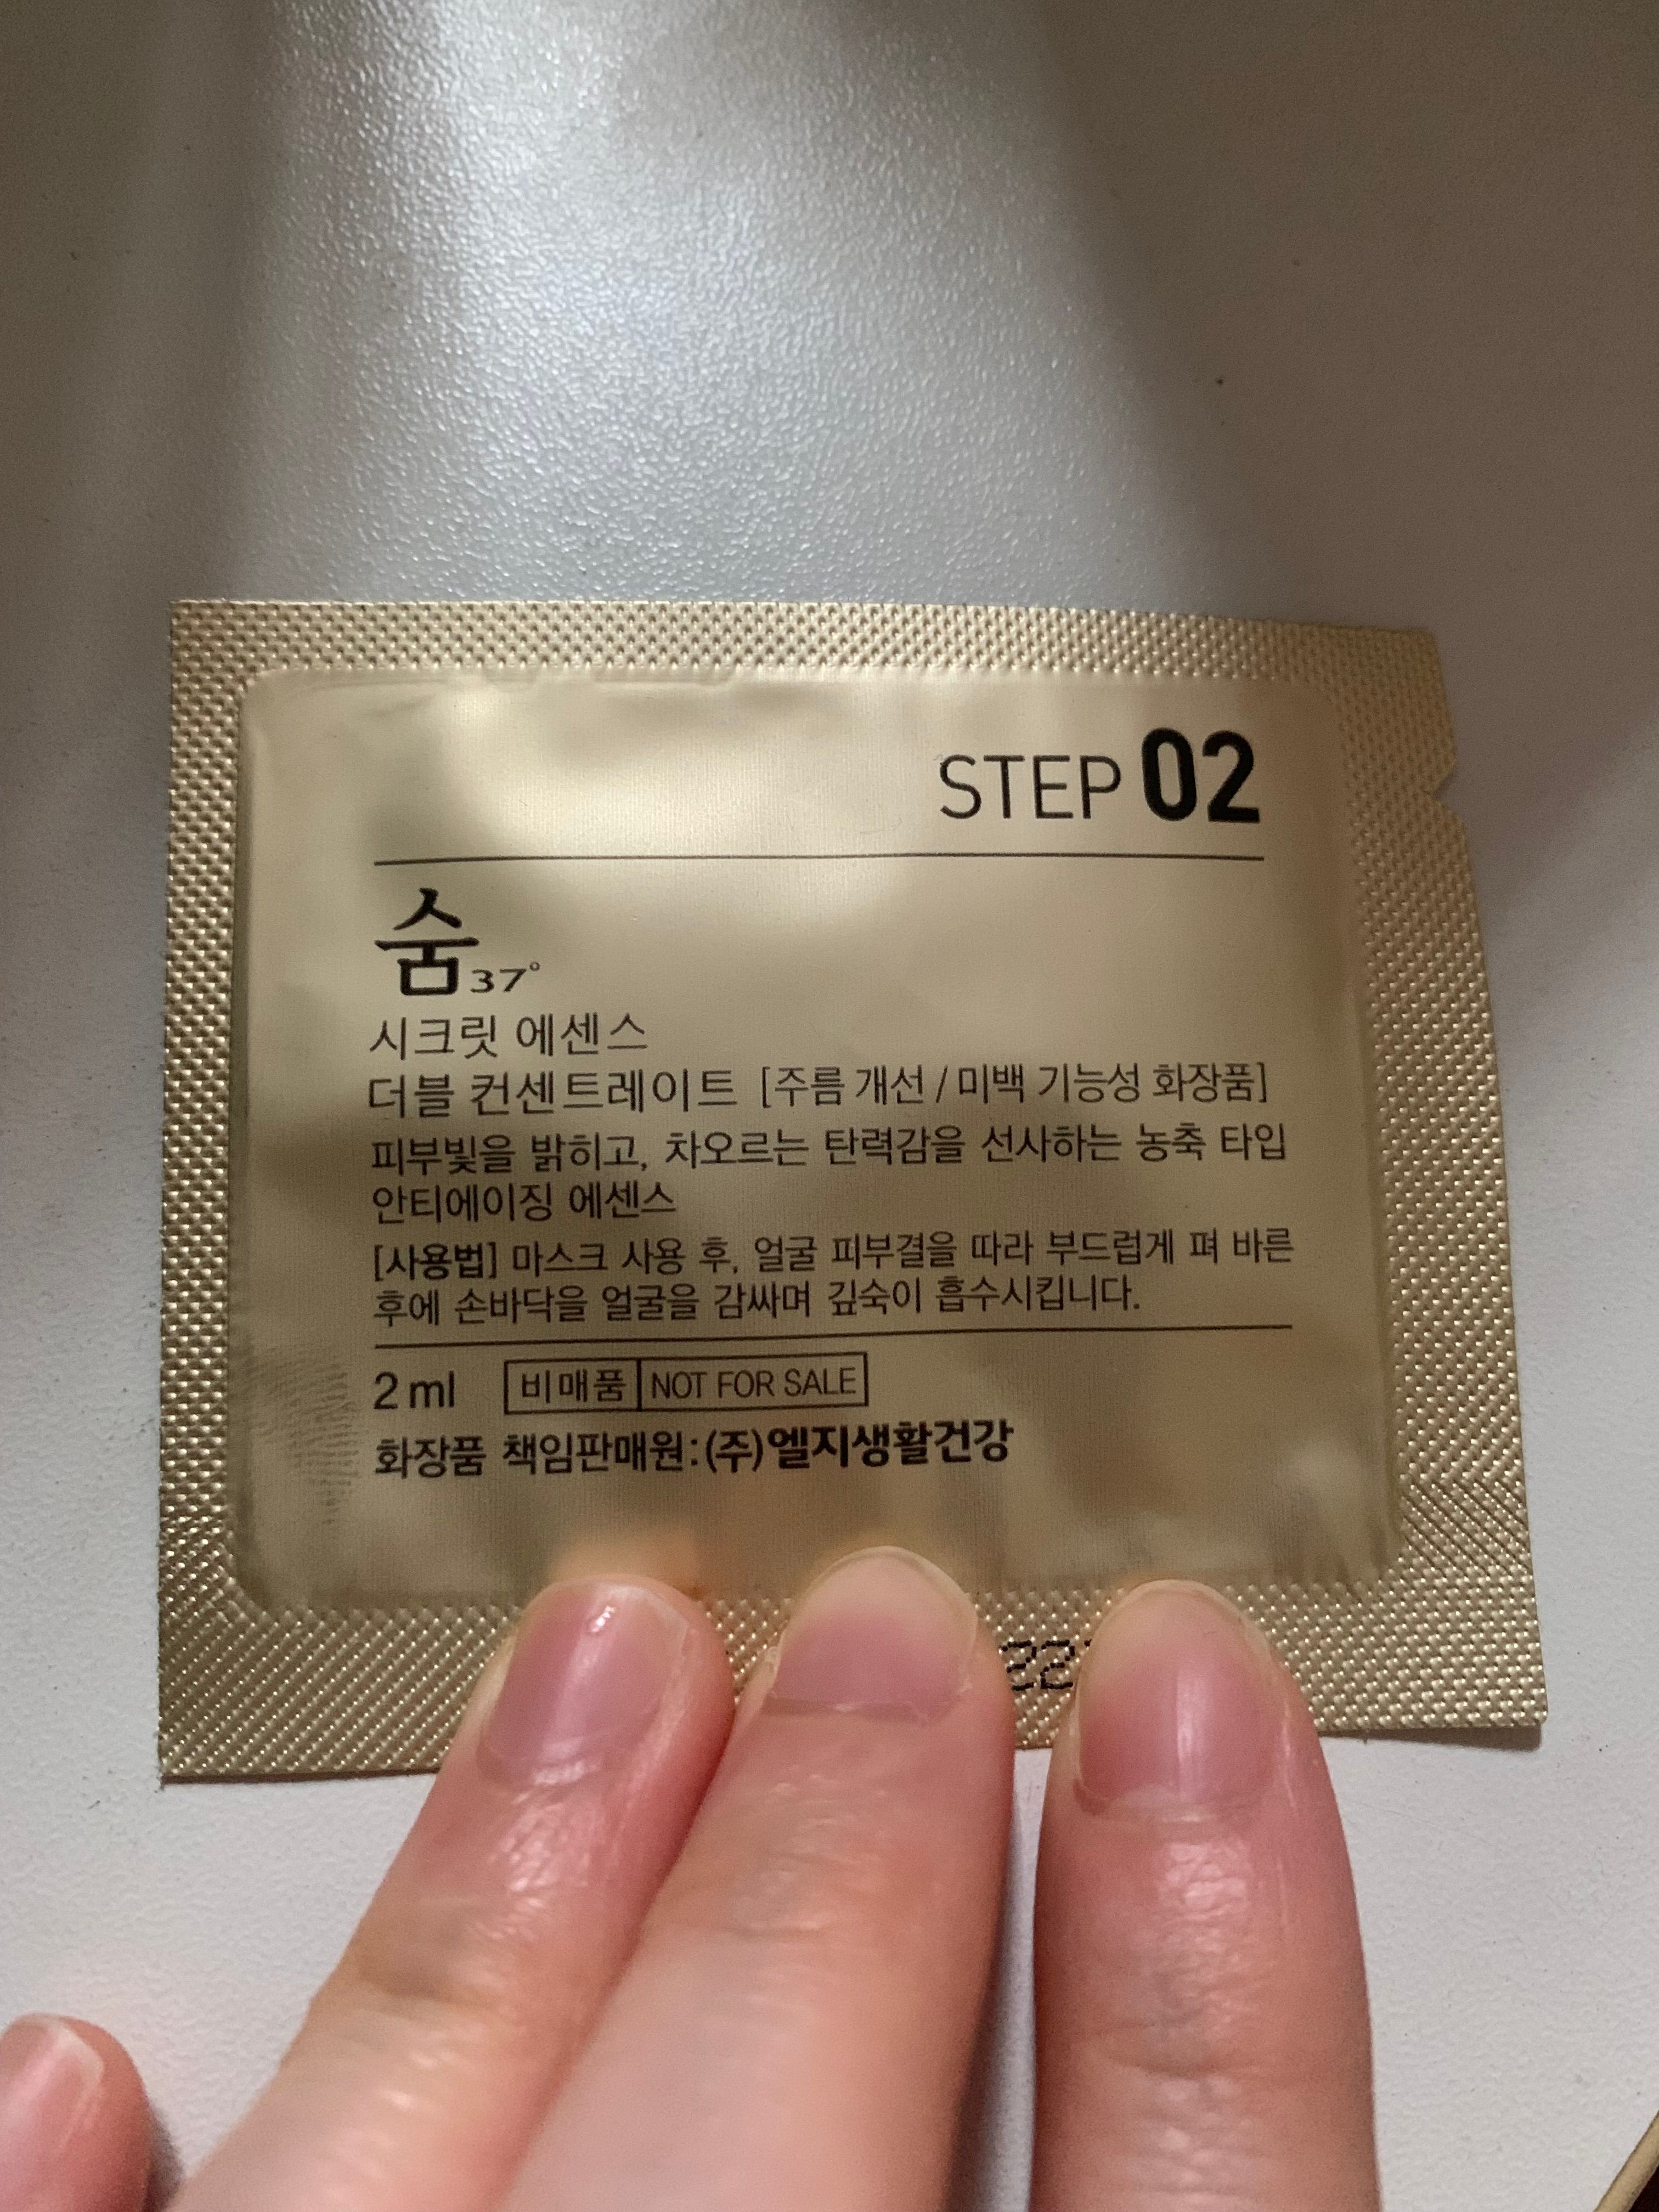 STEP 02
숨37°
시크릿 에센스
더블 컨센트레이트 [주름 개선 / 미백 기능성 화장품]
피부빛을 밝히고, 차오르는 탄력감을 선사하는 농축 타입
안티에이징 에센스
[사용법] 마스크 사용 후, 얼굴 피부결을 따라 부드럽게 펴 바른
후에 손바닥을 얼굴을 감싸며 깊숙이 흡수시킵니다.
2 ml 비매품 NOT FOR SALE
화장품 책임판매원:(주)엘지생활건강